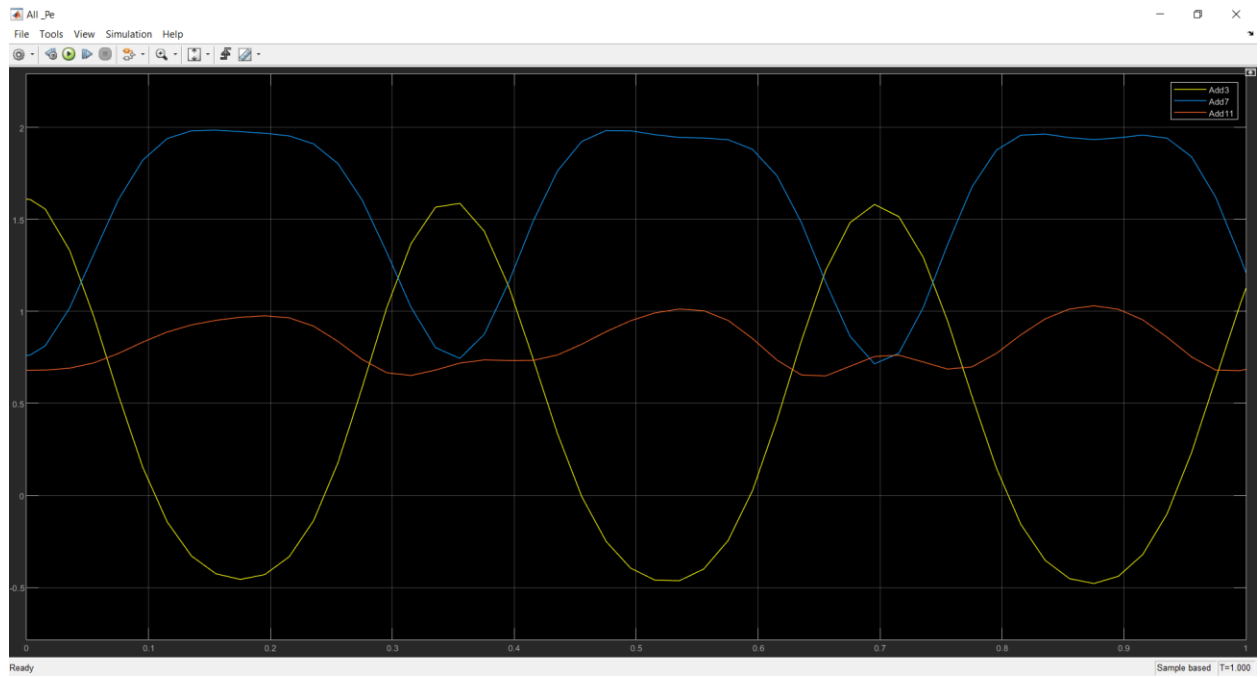 All _Pe
File Tools View Simulation Help
Add3
Add7
Add11
2
1.5
1
0.5
0
-0.5
0 0.1 0.2 0.3 0.4 0.5 0.6 0.7 0.8 0.9 1
Ready
Sample based T=1.000